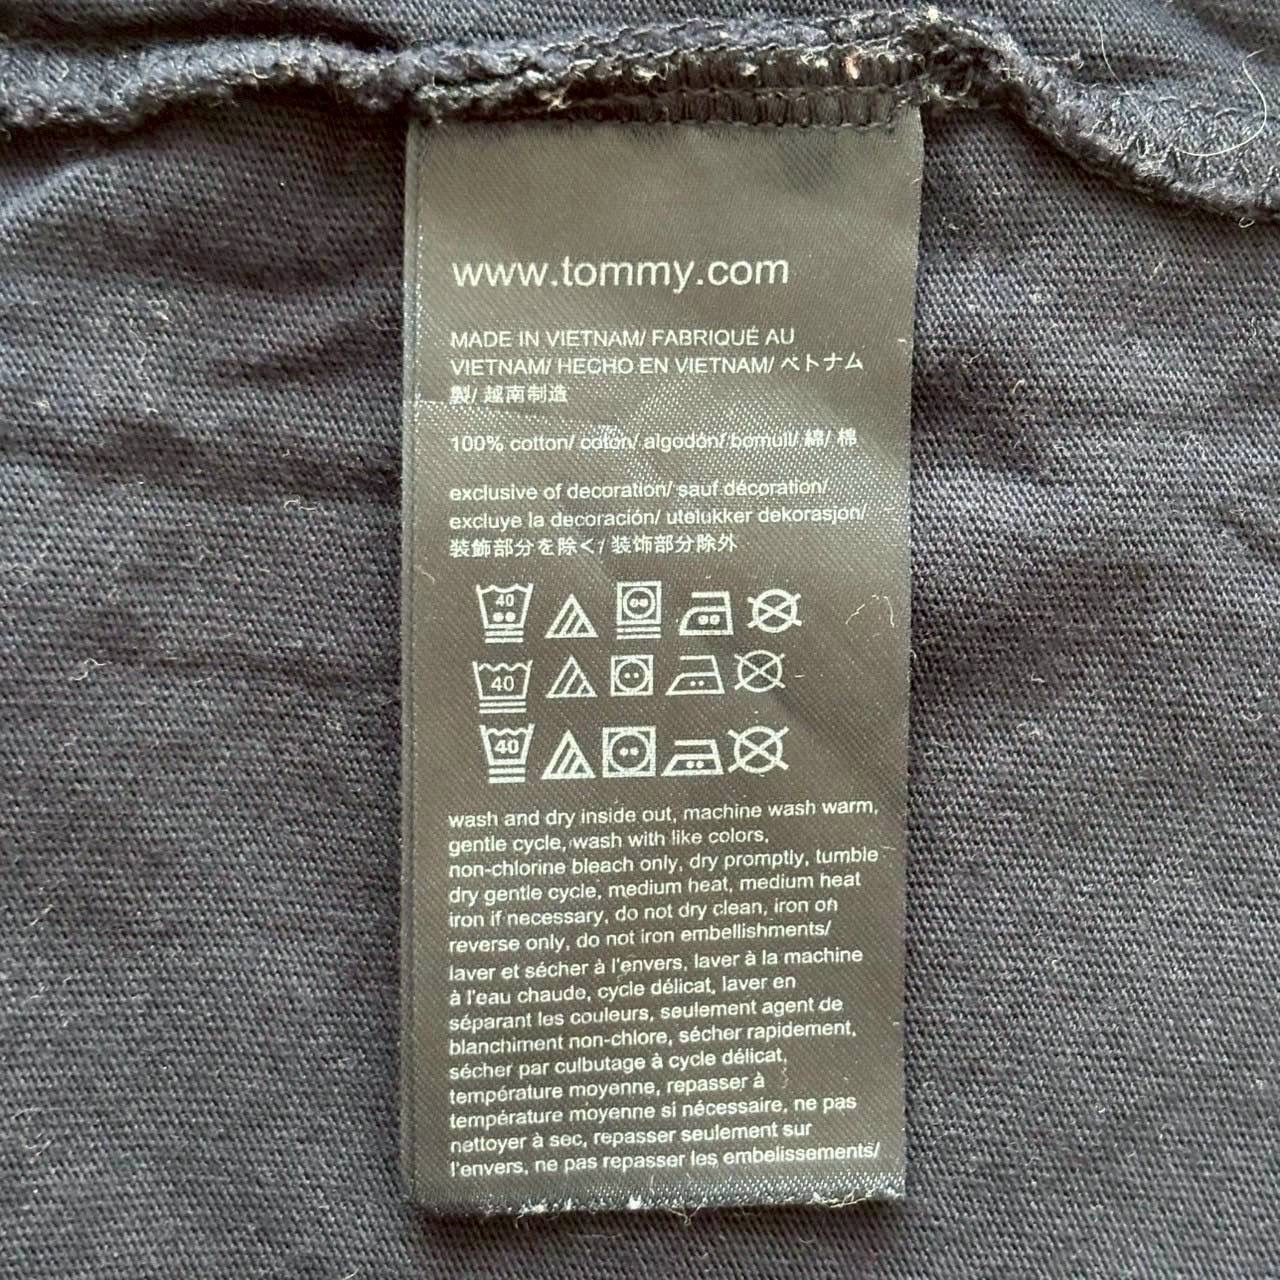 www.tommy.com
MADE IN VIETNAM/ FABRIQUÉ AU
VIETNAM/ HECHO EN VIETNAM/ ベトナム
製/ 越南制造
100% cotton/ coton/ algodón/ bomull/ 綿/ 棉
exclusive of decoration/ sauf décoration/
excluye la decoración/ utelukker dekorasjon/
装飾部分を除く/ 装饰部分除外
40
40
40
wash and dry inside out, machine wash warm,
gentle cycle, wash with like colors,
non-chlorine bleach only, dry promptly, tumble
dry gentle cycle, medium heat, medium heat
iron if necessary, do not dry clean, iron on
reverse only, do not iron embellishments/
laver et sécher à l'envers, laver à la machine
à l'eau chaude, cycle délicat, laver en
séparant les couleurs, seulement agent de
blanchiment non-chlore, sécher rapidement,
sécher par culbutage à cycle délicat,
température moyenne, repasser à
température moyenne si nécessaire, ne pas
nettoyer à sec, repasser seulement sur
l'envers, ne pas repasser les embelissements/